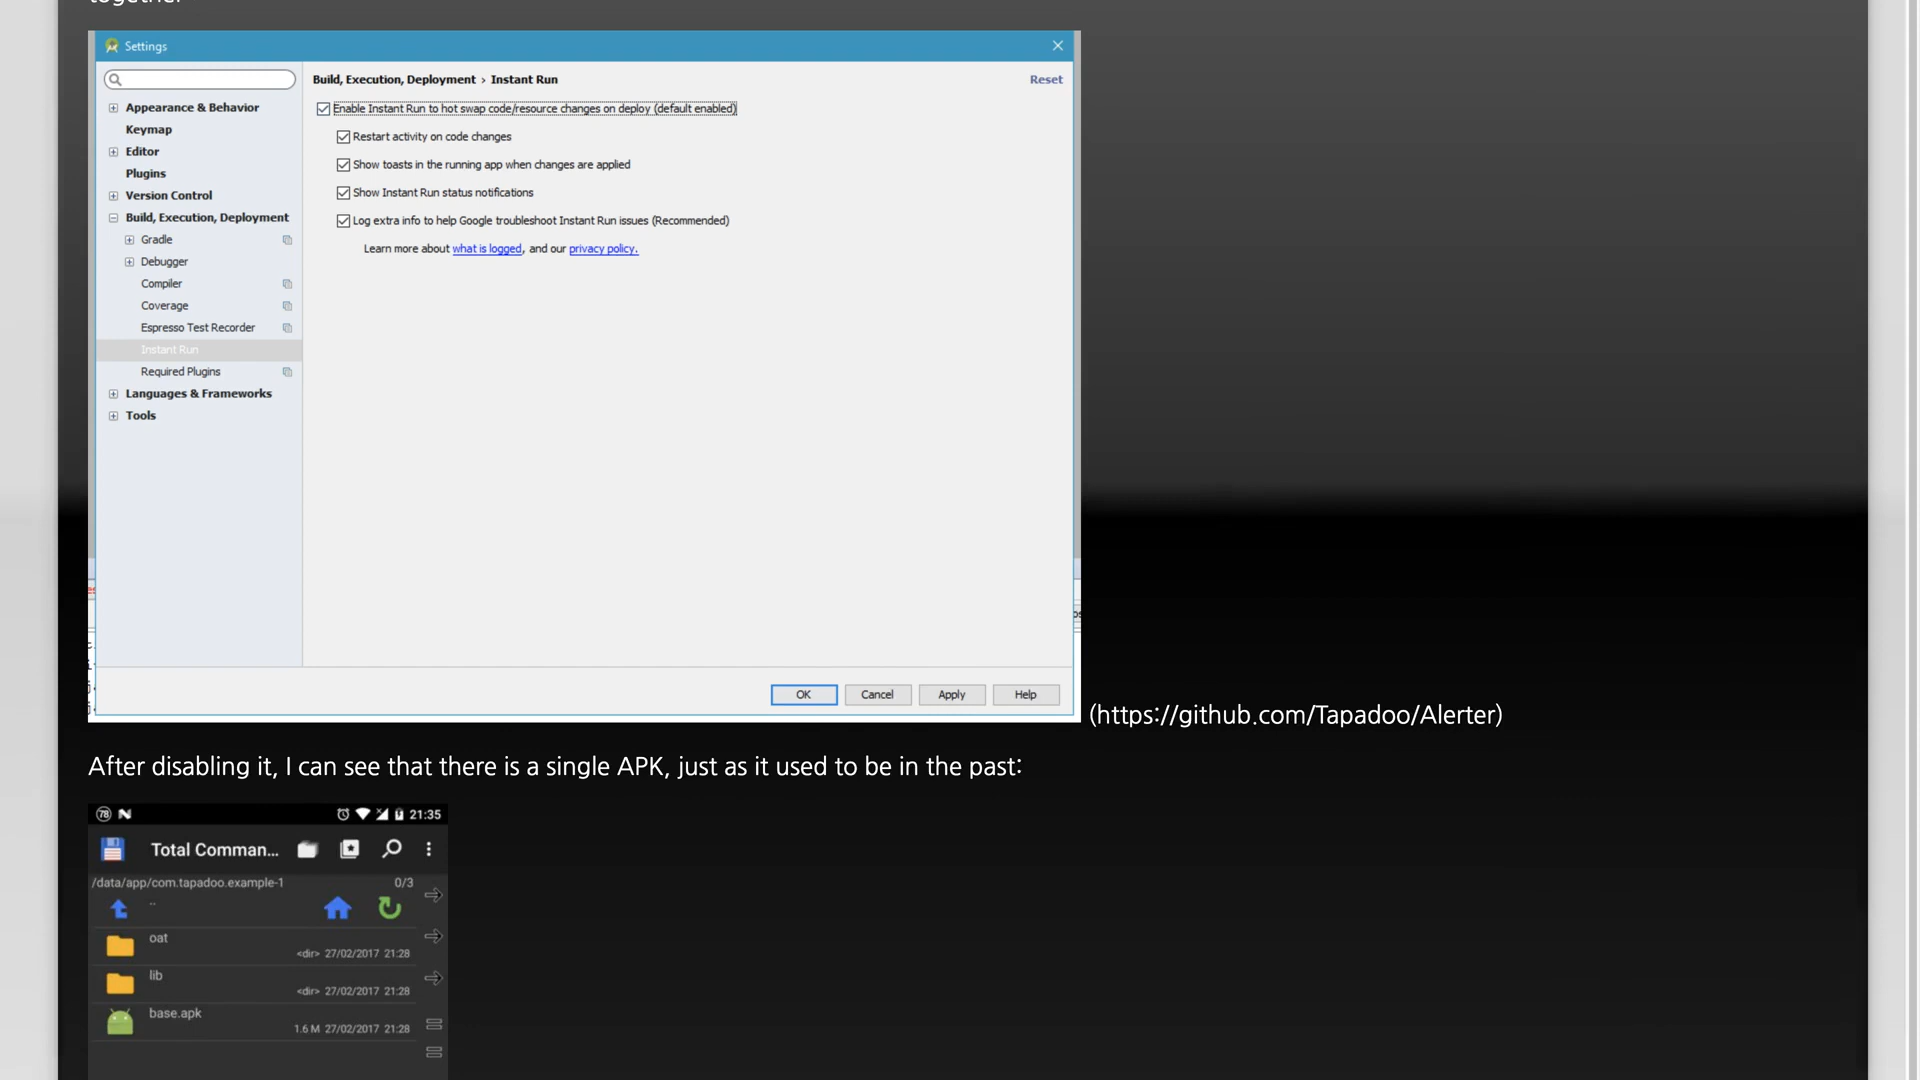 together
Settings
Build, Execution, Deployment › Instant Run
Reset
Appearance & Behavior
Keymap
Editor
Plugins
Version Control
Build, Execution, Deployment
Gradle
Debugger
Compiler
Coverage
Espresso Test Recorder
Instant Run
Required Plugins
Languages & Frameworks
Tools
Enable Instant Run to hot swap code/resource changes on deploy (default enabled)
Restart activity on code changes
Show toasts in the running app when changes are applied
Show Instant Run status notifications
Log extra info to help Google troubleshoot Instant Run issues (Recommended)
Learn more about what is logged, and our privacy policy.
OK Cancel Apply Help
(https://github.com/Tapadoo/Alerter)
After disabling it, I can see that there is a single APK, just as it used to be in the past:
78 21:35
Total Comman...
/data/app/com.tapadoo.example-1 0/3
..
oat
<dir> 27/02/2017 21:28
lib
<dir> 27/02/2017 21:28
base.apk
1.6 M 27/02/2017 21:28